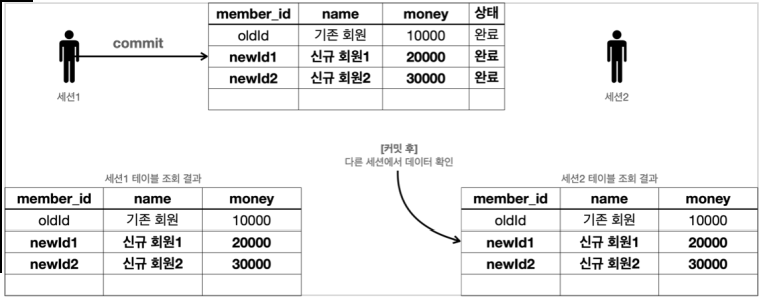 member_id name money 상태
oldId 기존 회원 10000 완료
newId1 신규 회원1 20000 완료
newId2 신규 회원2 30000 완료
commit
세션1
세션2
[커밋 후]
다른 세션에서 데이터 확인
세션1 테이블 조회 결과
member_id name money
oldId 기존 회원 10000
newId1 신규 회원1 20000
newId2 신규 회원2 30000
세션2 테이블 조회 결과
member_id name money
oldId 기존 회원 10000
newId1 신규 회원1 20000
newId2 신규 회원2 30000